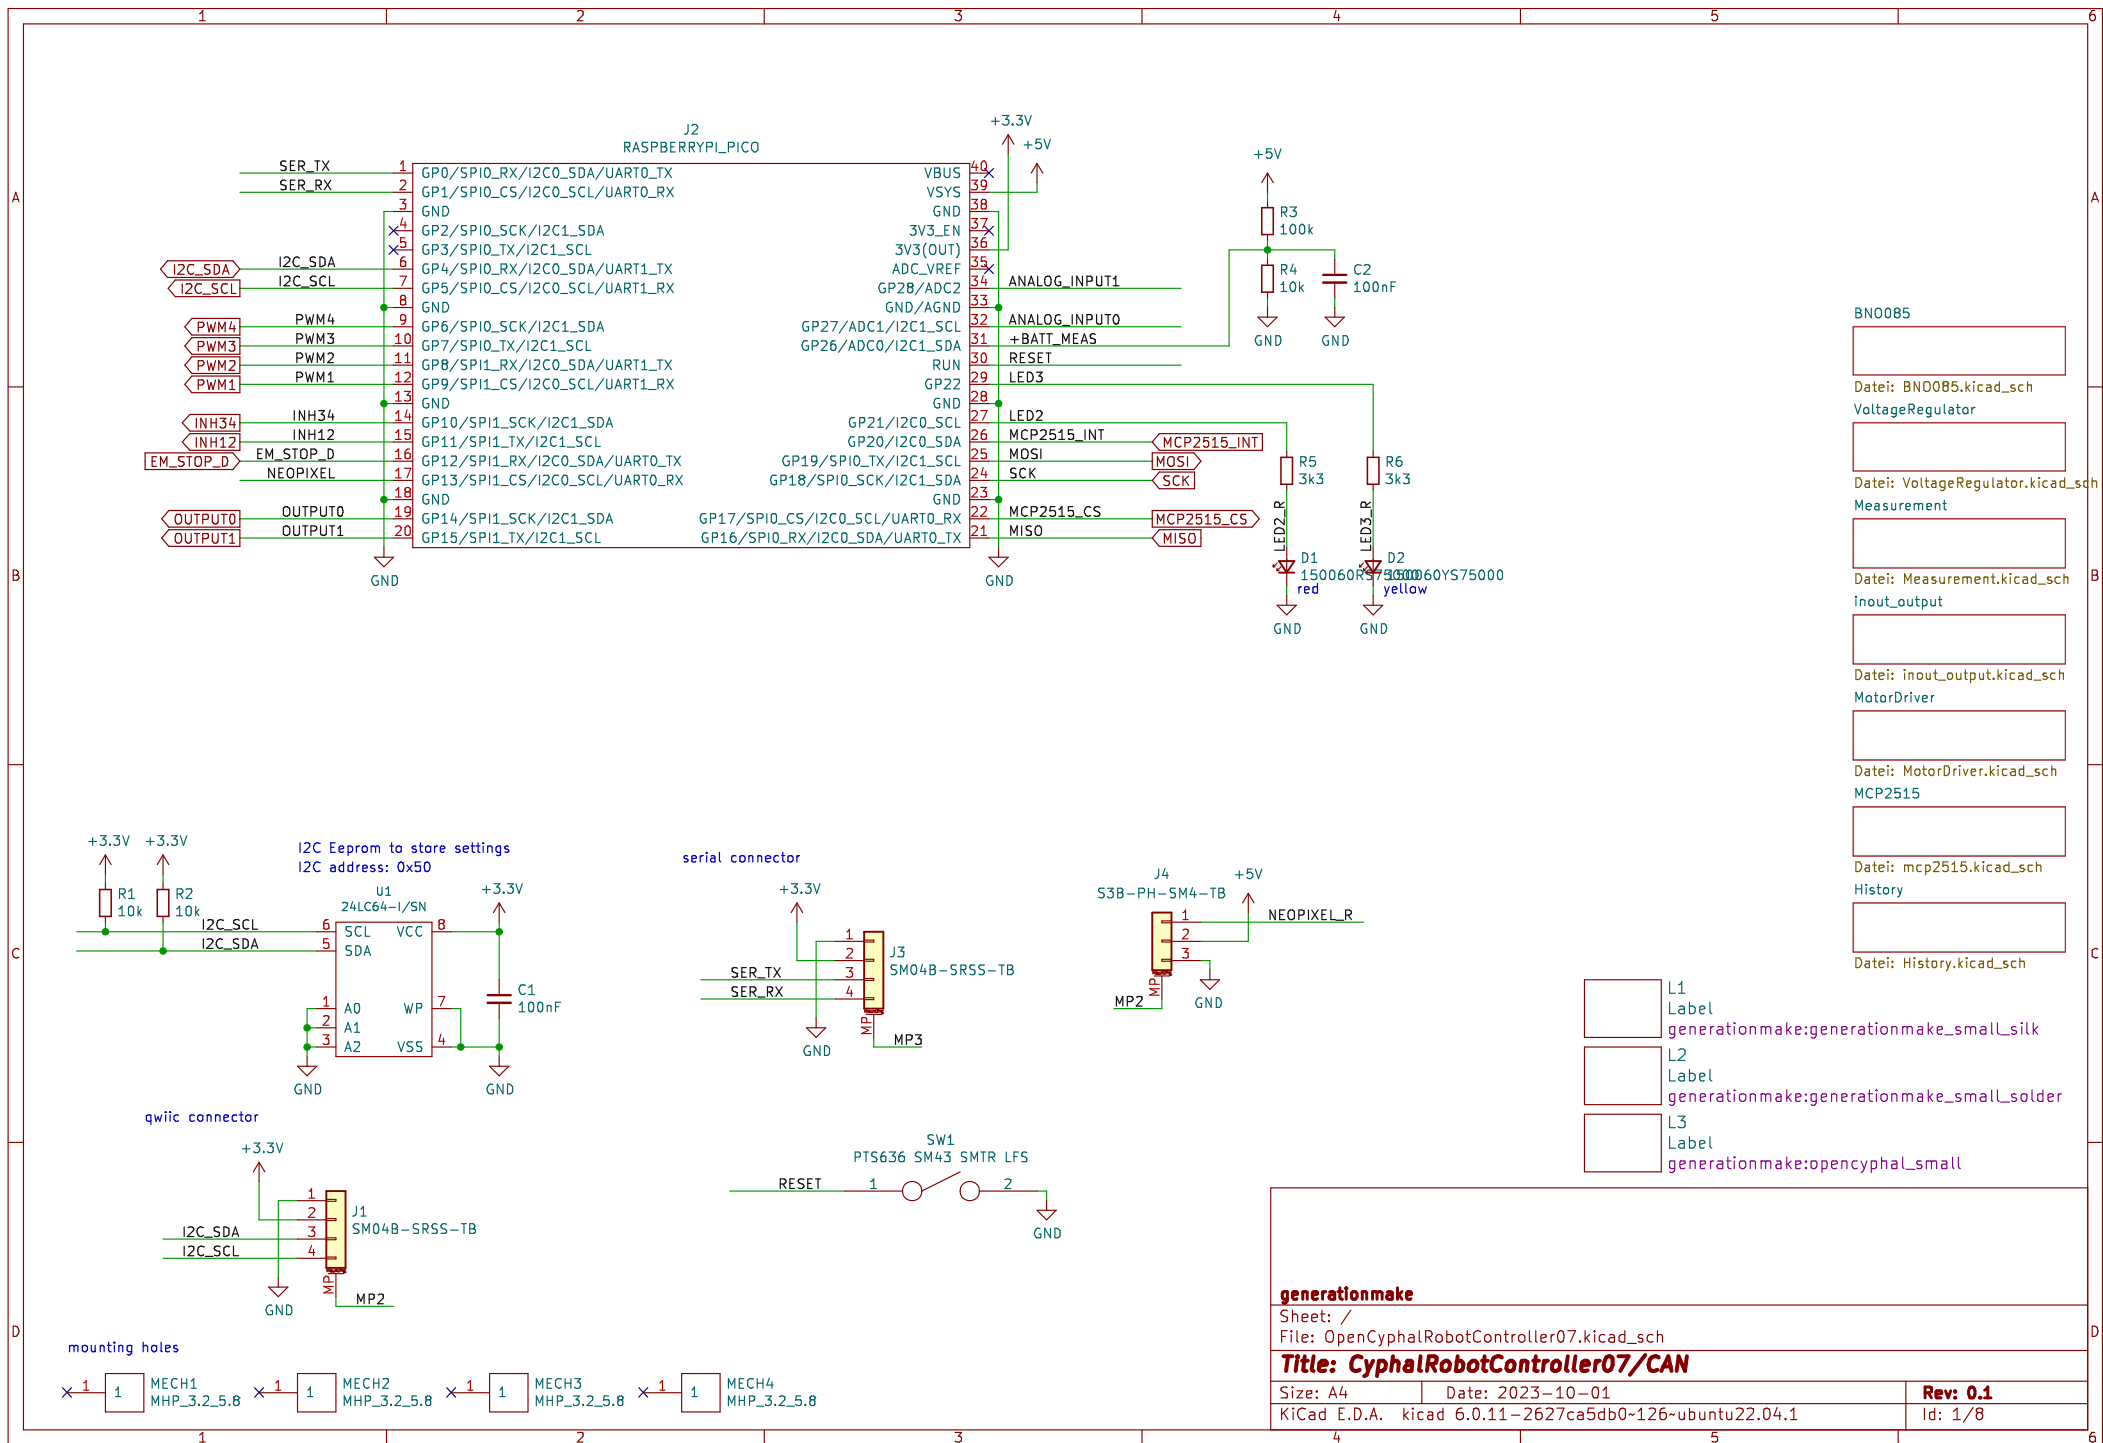 1 2 3 4 5 6
A A
B B
C C
D D
J2
RASPBERRYPI_PICO
SER_TX 1 GP0/SPI0_RX/I2C0_SDA/UART0_TX
SER_RX 2 GP1/SPI0_CS/I2C0_SCL/UART0_RX
3 GND
4 GP2/SPI0_SCK/I2C1_SDA
5 GP3/SPI0_TX/I2C1_SCL
I2C_SDA I2C_SDA 6 GP4/SPI0_RX/I2C0_SDA/UART1_TX
I2C_SCL I2C_SCL 7 GP5/SPI0_CS/I2C0_SCL/UART1_RX
8 GND
PWM4 PWM4 9 GP6/SPI0_SCK/I2C1_SDA
PWM3 PWM3 10 GP7/SPI0_TX/I2C1_SCL
PWM2 PWM2 11 GP8/SPI1_RX/I2C0_SDA/UART1_TX
PWM1 PWM1 12 GP9/SPI1_CS/I2C0_SCL/UART1_RX
13 GND
INH34 INH34 14 GP10/SPI1_SCK/I2C1_SDA
INH12 INH12 15 GP11/SPI1_TX/I2C1_SCL
EM_STOP_D EM_STOP_D 16 GP12/SPI1_RX/I2C0_SDA/UART0_TX
NEOPIXEL 17 GP13/SPI1_CS/I2C0_SCL/UART0_RX
18 GND
OUTPUT0 OUTPUT0 19 GP14/SPI1_SCK/I2C1_SDA
OUTPUT1 OUTPUT1 20 GP15/SPI1_TX/I2C1_SCL
GND
+3.3V
+5V
VBUS 40
VSYS 39
GND 38
3V3_EN 37
3V3(OUT) 36
ADC_VREF 35
GP28/ADC2 34 ANALOG_INPUT1
GND/AGND 33
GP27/ADC1/I2C1_SCL 32 ANALOG_INPUT0
GP26/ADC0/I2C1_SDA 31 +BATT_MEAS
RUN 30 RESET
GP22 29 LED3
GND 28
GP21/I2C0_SCL 27 LED2
GP20/I2C0_SDA 26 MCP2515_INT MCP2515_INT
GP19/SPI0_TX/I2C1_SCL 25 MOSI MOSI
GP18/SPI0_SCK/I2C1_SDA 24 SCK SCK
GND 23
GP17/SPI0_CS/I2C0_SCL/UART0_RX 22 MCP2515_CS MCP2515_CS
GP16/SPI0_RX/I2C0_SDA/UART0_TX 21 MISO MISO
GND
+5V
R3
100k
R4
10k
C2
100nF
GND GND
R5
3k3
R6
3k3
LED2_R
LED3_R
D1
150060RS75000
red
D2
150060YS75000
yellow
GND GND
BNO085
Datei: BNO085.kicad_sch
VoltageRegulator
Datei: VoltageRegulator.kicad_sch
Measurement
Datei: Measurement.kicad_sch
inout_output
Datei: inout_output.kicad_sch
MotorDriver
Datei: MotorDriver.kicad_sch
MCP2515
Datei: mcp2515.kicad_sch
History
Datei: History.kicad_sch
+3.3V +3.3V
R1
10k
R2
10k
I2C Eeprom to store settings
I2C address: 0x50
U1
24LC64-I/SN
+3.3V
I2C_SCL 6 SCL VCC 8
I2C_SDA 5 SDA
1 A0 WP 7
2 A1
3 A2 VSS 4
C1
100nF
GND GND
serial connector
+3.3V
1
2
SER_TX 3
SER_RX 4
J3
SM04B-SRSS-TB
MP
MP3
GND
J4
S3B-PH-SM4-TB
+5V
1 NEOPIXEL_R
2
3
MP
MP2
GND
L1
Label
generationmake:generationmake_small_silk
L2
Label
generationmake:generationmake_small_solder
L3
Label
generationmake:opencyphal_small
qwiic connector
+3.3V
1
2
I2C_SDA 3
I2C_SCL 4
J1
SM04B-SRSS-TB
MP
MP2
GND
SW1
PTS636 SM43 SMTR LFS
RESET 1 2
GND
mounting holes
1 1 MECH1
MHP_3.2_5.8
1 1 MECH2
MHP_3.2_5.8
1 1 MECH3
MHP_3.2_5.8
1 1 MECH4
MHP_3.2_5.8
generationmake
Sheet: /
File: OpenCyphalRobotController07.kicad_sch
Title: CyphalRobotController07/CAN
Size: A4 Date: 2023-10-01 Rev: 0.1
KiCad E.D.A. kicad 6.0.11-2627ca5db0~126~ubuntu22.04.1 Id: 1/8
1 2 3 4 5 6